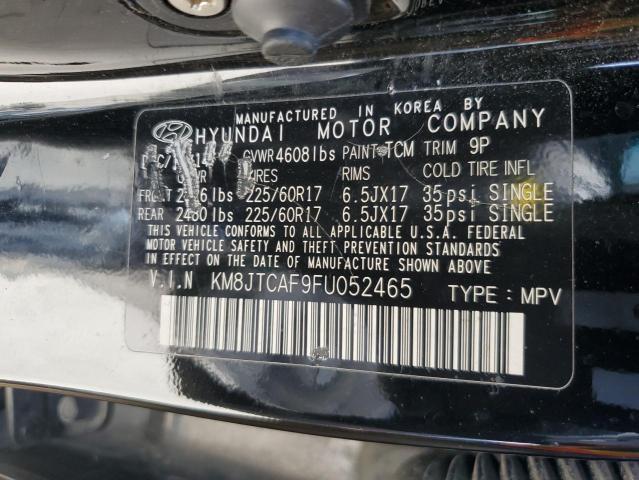 MANUFACTURED IN KOREA BY
HYUNDAI MOTOR COMPANY
GVWR 4608lbs PAINT TCM TRIM 9P
RIMS COLD TIRE INFL
FRONT 225/60R17 6.5JX17 35psi SINGLE
REAR lbs 225/60R17 6.5JX17 35psi SINGLE
THIS VEHICLE CONFORMS TO ALL APPLICABLE U.S.A. FEDERAL
MOTOR VEHICLE SAFETY AND THEFT PREVENTION STANDARDS
IN EFFECT ON THE DATE OF MANUFACTURE SHOWN ABOVE
V.I.N KM8JTCAF9FU052465 TYPE: MPV